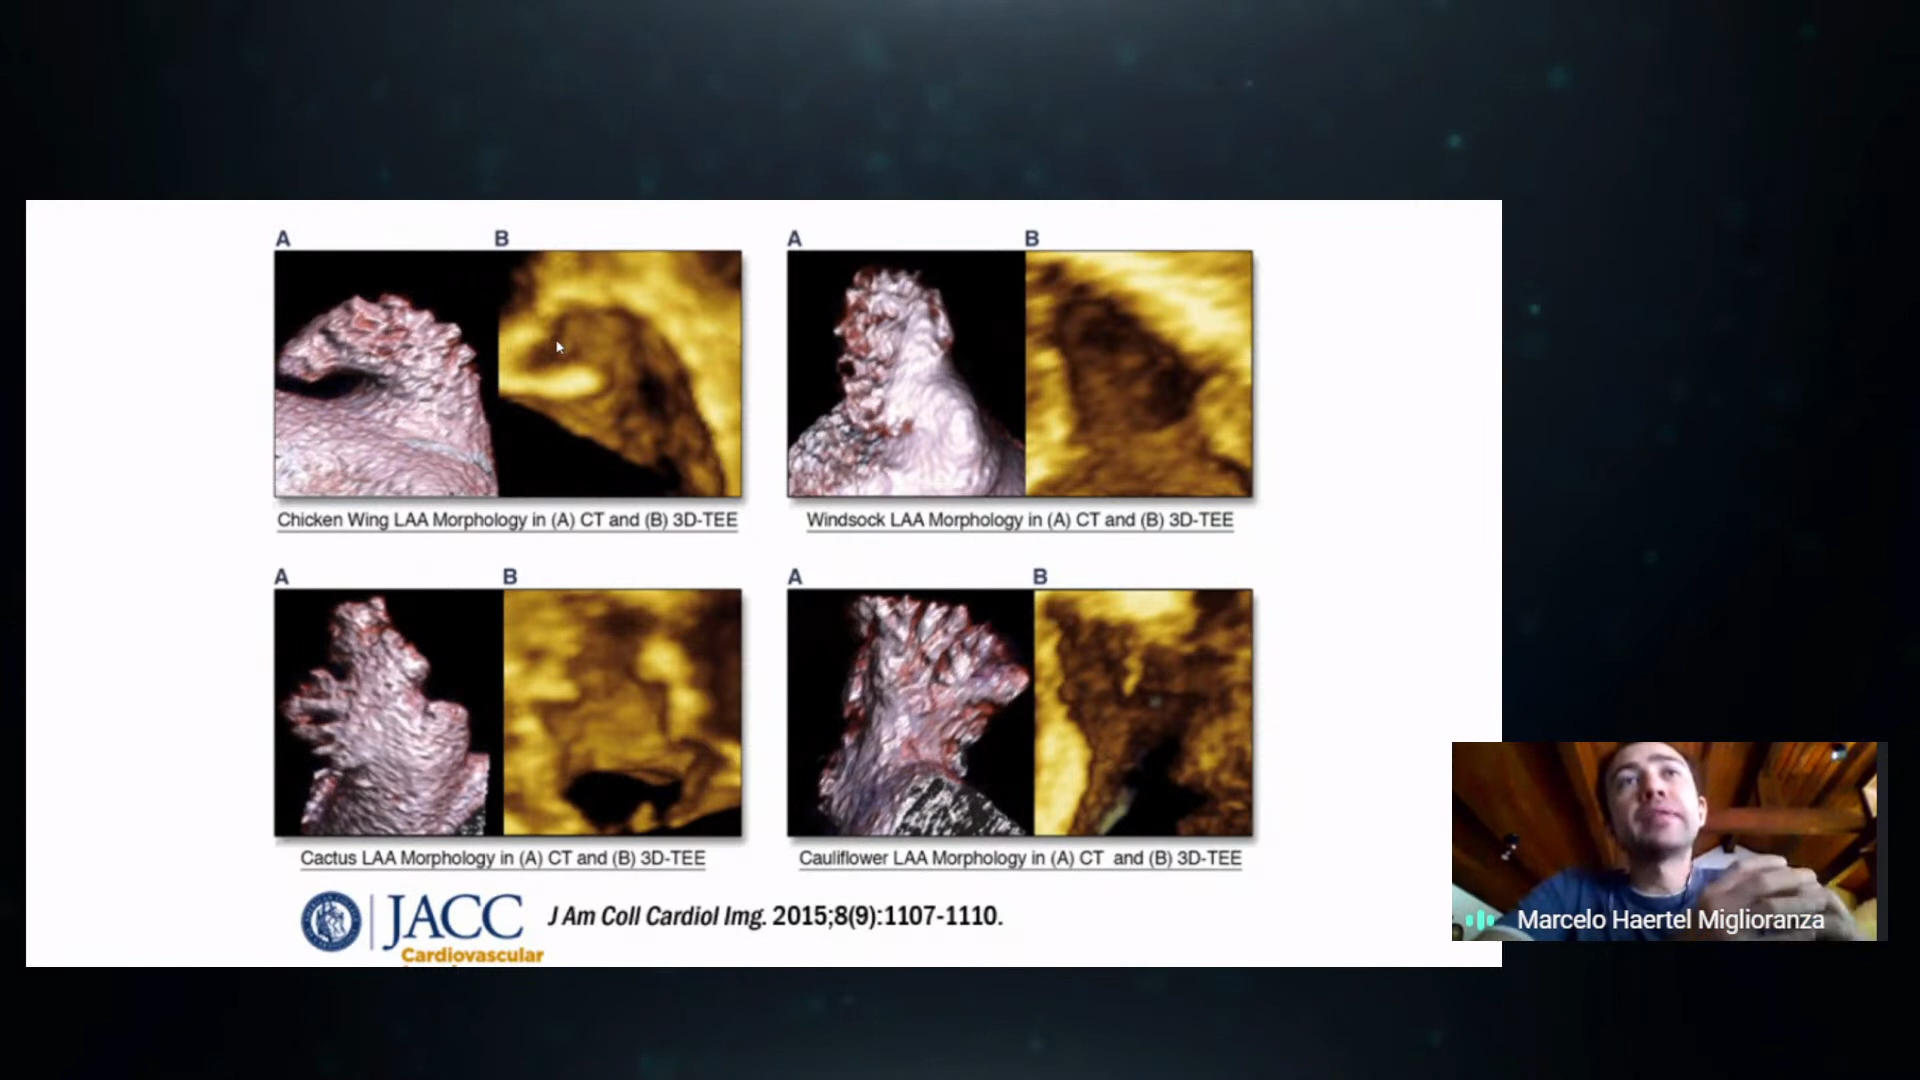 A B
Chicken Wing LAA Morphology in (A) CT and (B) 3D-TEE
A B
Windsock LAA Morphology in (A) CT and (B) 3D-TEE
A B
Cactus LAA Morphology in (A) CT and (B) 3D-TEE
A B
Cauliflower LAA Morphology in (A) CT and (B) 3D-TEE
JACC
Cardiovascular
J Am Coll Cardiol Img. 2015;8(9):1107-1110.
Marcelo Haertel Miglioranza